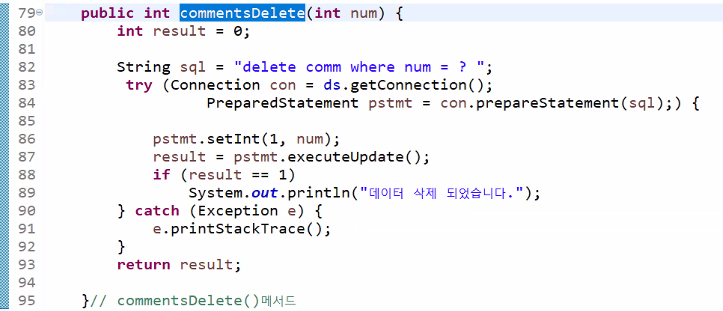 79 public int commentsDelete(int num) {
80 int result = 0;
81
82 String sql = "delete comm where num = ? ";
83 try (Connection con = ds.getConnection();
84 PreparedStatement pstmt = con.prepareStatement(sql);) {
85
86 pstmt.setInt(1, num);
87 result = pstmt.executeUpdate();
88 if (result == 1)
89 System.out.println("데이터 삭제 되었습니다.");
90 } catch (Exception e) {
91 e.printStackTrace();
92 }
93 return result;
94
95 }// commentsDelete()메서드